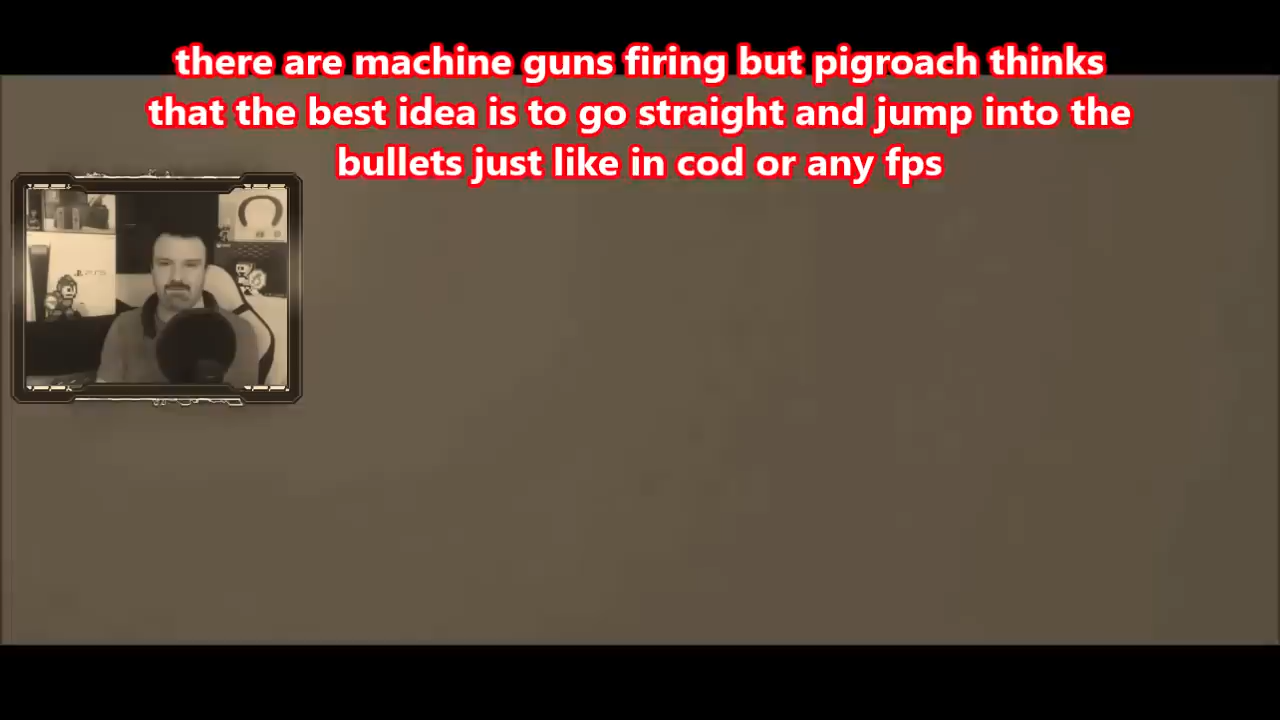 there are machine guns firing but pigroach thinks
that the best idea is to go straight and jump into the
bullets just like in cod or any fps
PS5